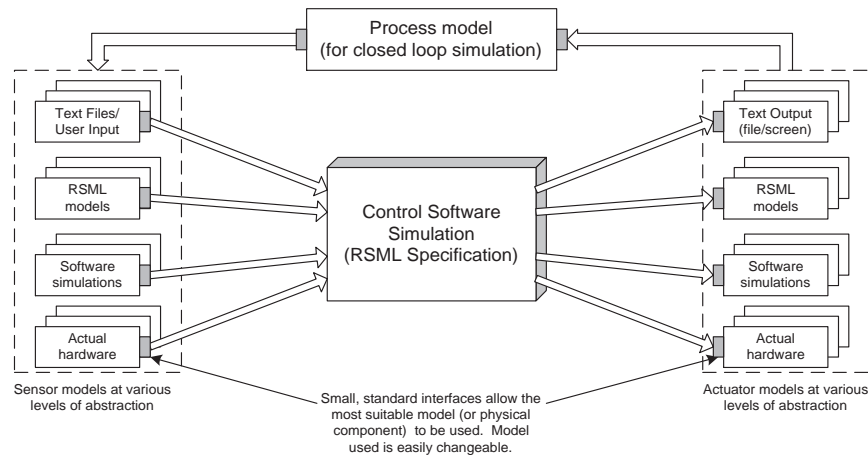 Process model
(for closed loop simulation)
Text Files/
User Input
RSML
models
Software
simulations
Actual
hardware
Sensor models at various
levels of abstraction
Control Software
Simulation
(RSML Specification)
Text Output
(file/screen)
RSML
models
Software
simulations
Actual
hardware
Actuator models at various
levels of abstraction
Small, standard interfaces allow the
most suitable model (or physical
component) to be used. Model
used is easily changeable.